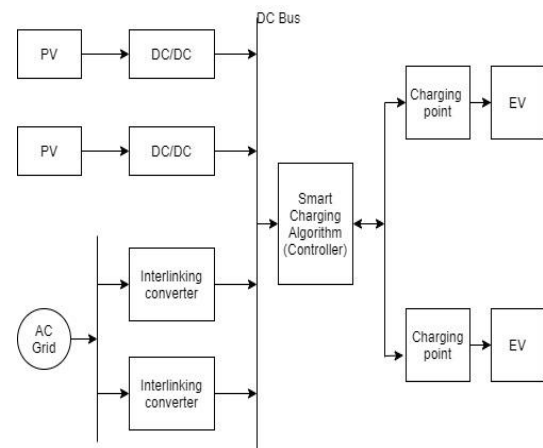 DC Bus
PV
DC/DC
PV
DC/DC
Smart
Charging
Algorithm
(Controller)
Interlinking
converter
AC
Grid
Interlinking
converter
Charging
point
EV
Charging
point
EV